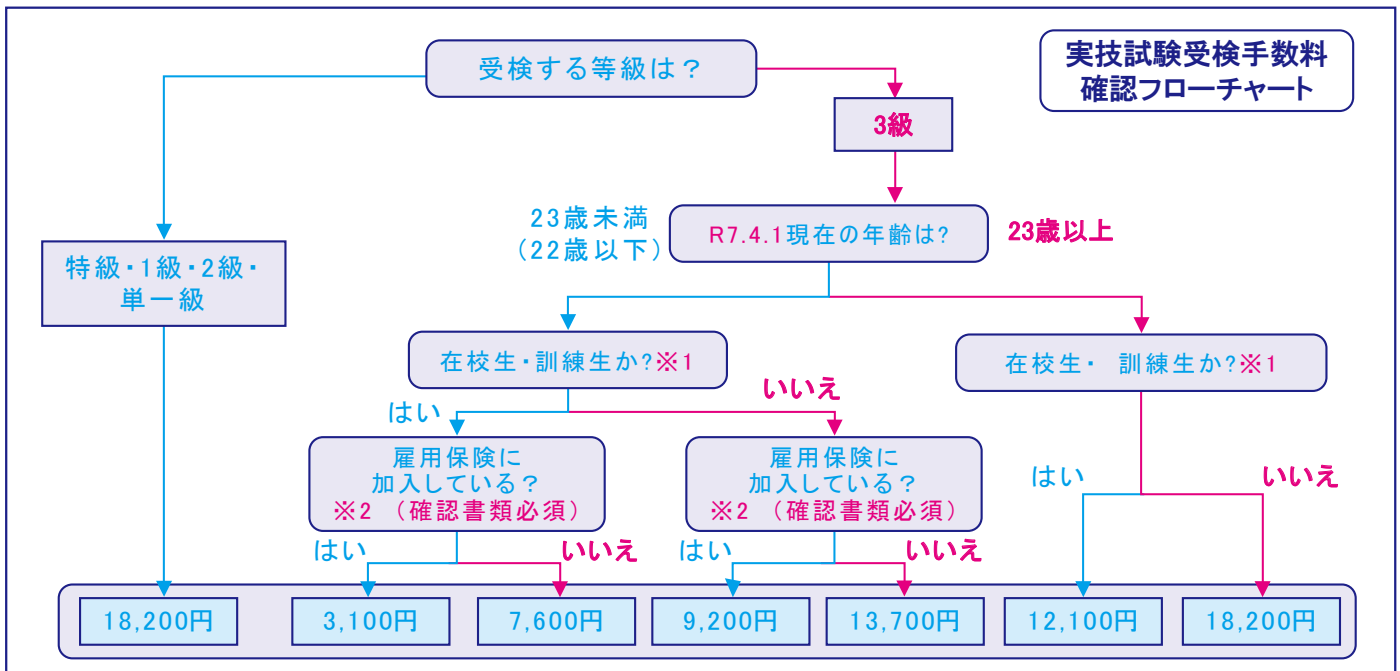 実技試験受検手数料
確認フローチャート
受検する等級は？
3級
23歳未満
（22歳以下）
R7.4.1現在の年齢は?
23歳以上
特級・1級・2級・
単一級
在校生・訓練生か?※1
在校生・ 訓練生か?※1
はい
いいえ
雇用保険に
加入している？
※2 （確認書類必須）
雇用保険に
加入している？
※2 （確認書類必須）
はい
いいえ
はい
いいえ
はい
いいえ
18,200円
3,100円
7,600円
9,200円
13,700円
12,100円
18,200円